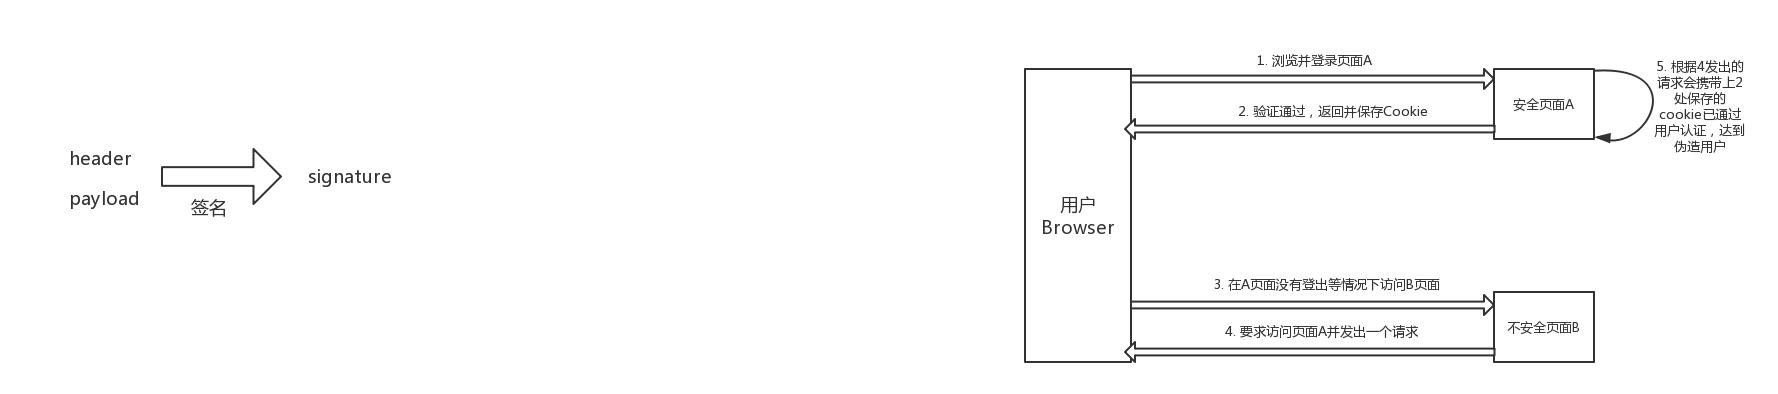 header
payload
签名
signature
1. 浏览并登录页面A
2. 验证通过，返回并保存Cookie
安全页面A
5. 根据4发出的
请求会携带上2
处保存的
cookie已通过
用户认证，达到
伪造用户
用户
Browser
3. 在A页面没有登出等情况下访问B页面
4. 要求访问页面A并发出一个请求
不安全页面B